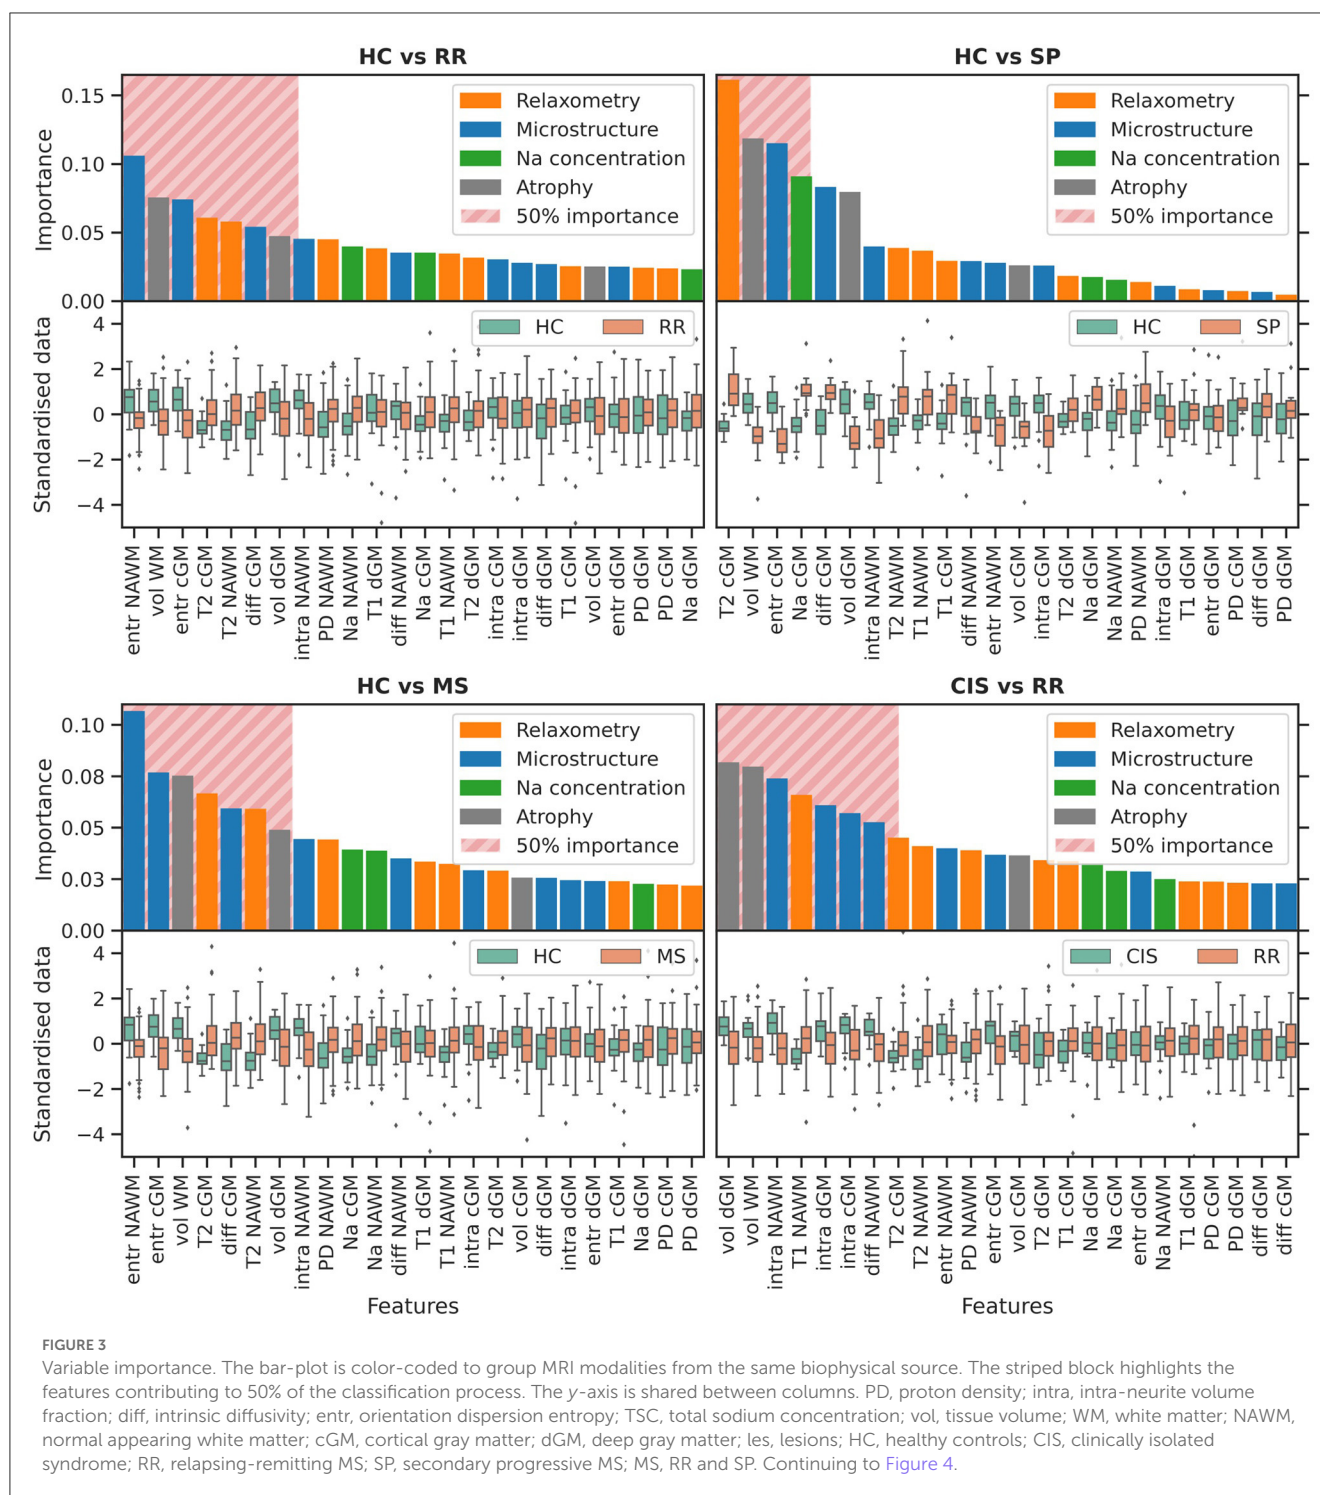 HC vs RR
HC vs SP
0.15
0.10
0.05
0.00
Importance
Relaxometry
Microstructure
Na concentration
Atrophy
50% importance
Relaxometry
Microstructure
Na concentration
Atrophy
50% importance
4
2
0
−2
−4
Standardised data
HC RR
HC SP
entr NAWM
vol WM
entr cGM
T2 cGM
T2 NAWM
diff cGM
vol dGM
intra NAWM
PD NAWM
Na NAWM
T1 dGM
diff NAWM
Na cGM
T1 NAWM
T2 dGM
intra cGM
intra dGM
diff dGM
T1 cGM
vol cGM
entr dGM
PD dGM
PD cGM
Na dGM
T2 cGM
vol WM
entr cGM
Na cGM
diff cGM
vol dGM
intra NAWM
T2 NAWM
T1 NAWM
T1 cGM
diff NAWM
entr NAWM
vol cGM
intra cGM
T2 dGM
Na dGM
Na NAWM
PD NAWM
intra dGM
T1 dGM
entr dGM
PD cGM
diff dGM
PD dGM
HC vs MS
CIS vs RR
0.10
0.08
0.05
0.03
0.00
Importance
Relaxometry
Microstructure
Na concentration
Atrophy
50% importance
Relaxometry
Microstructure
Na concentration
Atrophy
50% importance
4
2
0
−2
−4
Standardised data
HC MS
CIS RR
entr NAWM
entr cGM
vol WM
T2 cGM
diff cGM
T2 NAWM
vol dGM
intra NAWM
PD NAWM
Na cGM
Na NAWM
diff NAWM
T1 dGM
T1 NAWM
intra cGM
T2 dGM
vol cGM
diff dGM
intra dGM
entr dGM
T1 cGM
Na dGM
PD cGM
PD dGM
vol dGM
vol WM
intra NAWM
T1 NAWM
intra dGM
intra cGM
diff NAWM
T2 cGM
T2 NAWM
entr NAWM
PD NAWM
entr cGM
vol cGM
T2 dGM
T1 cGM
Na dGM
Na cGM
entr dGM
Na NAWM
T1 dGM
PD cGM
PD dGM
diff dGM
diff cGM
Features
Features
FIGURE 3
Variable importance. The bar-plot is color-coded to group MRI modalities from the same biophysical source. The striped block highlights the
features contributing to 50% of the classification process. The y-axis is shared between columns. PD, proton density; intra, intra-neurite volume
fraction; diff, intrinsic diffusivity; entr, orientation dispersion entropy; TSC, total sodium concentration; vol, tissue volume; WM, white matter; NAWM,
normal appearing white matter; cGM, cortical gray matter; dGM, deep gray matter; les, lesions; HC, healthy controls; CIS, clinically isolated
syndrome; RR, relapsing-remitting MS; SP, secondary progressive MS; MS, RR and SP. Continuing to Figure 4.